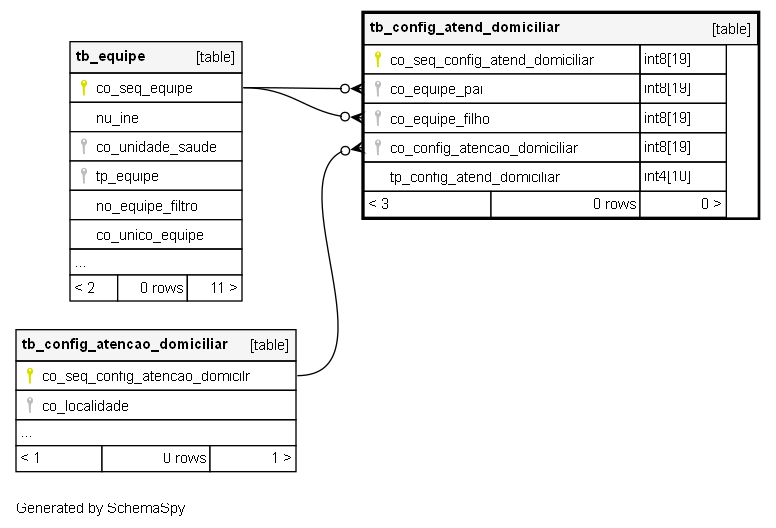 tb_equipe [table]
co_seq_equipe
nu_ine
co_unidade_saude
tp_equipe
no_equipe_filtro
co_unico_equipe
...
< 2 0 rows 11 >
tb_config_atend_domiciliar [table]
co_seq_config_atend_domiciliar int8[19]
co_equipe_pai int8[19]
co_equipe_filho int8[19]
co_config_atencao_domiciliar int8[19]
tp_config_atend_domiciliar int4[10]
< 3 0 rows 0 >
tb_config_atencao_domiciliar [table]
co_seq_config_atencao_domicilr
co_localidade
...
< 1 0 rows 1 >
Generated by SchemaSpy